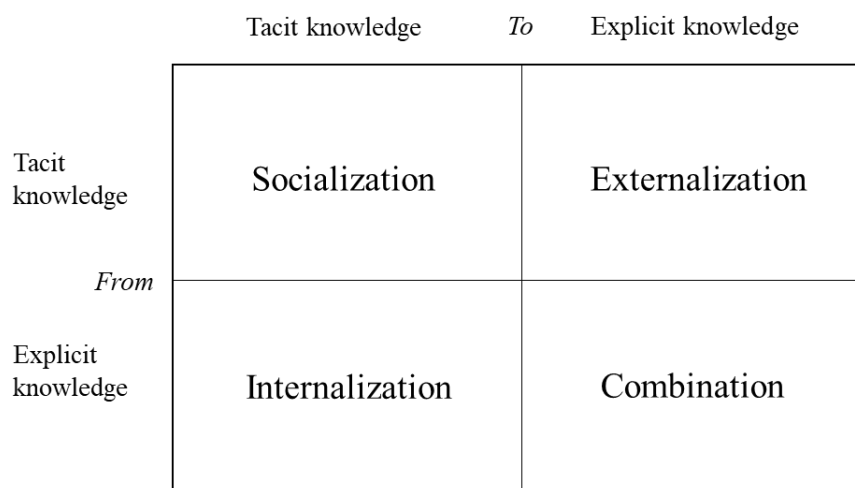 Tacit knowledge To Explicit knowledge
Tacit
knowledge
Socialization Externalization
From
Explicit
knowledge
Internalization Combination